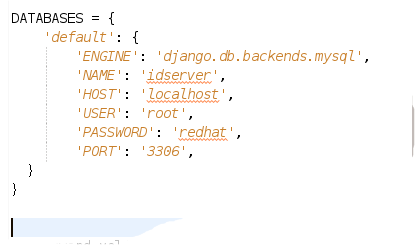 DATABASES = {
    'default': {
        'ENGINE': 'django.db.backends.mysql',
        'NAME': 'idserver',
        'HOST': 'localhost',
        'USER': 'root',
        'PASSWORD': 'redhat',
        'PORT': '3306',
  }
}